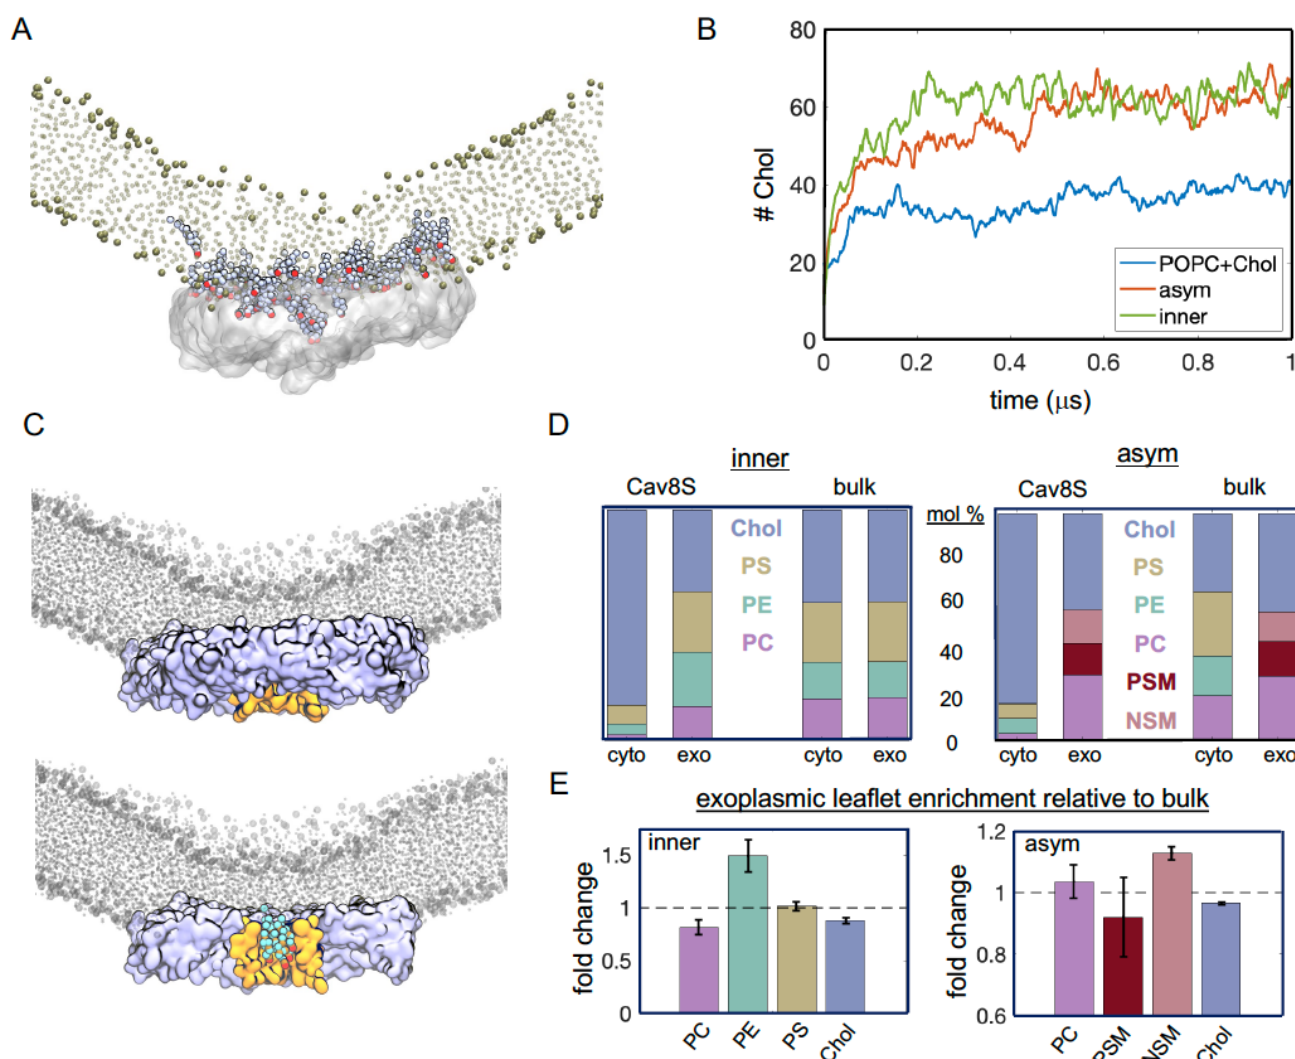 A
B
80
60
40
20
0
# Chol
POPC+Chol
asym
inner
0
0.2
0.4
0.6
0.8
1
time (μs)
C
D
inner
Cav8S
bulk
Chol
PS
PE
PC
cyto
exo
cyto
exo
mol %
80
60
40
20
0
asym
Cav8S
bulk
Chol
PS
PE
PC
PSM
NSM
cyto
exo
cyto
exo
E
exoplasmic leaflet enrichment relative to bulk
inner
fold change
1.5
1
0.5
0
PC
PE
PS
Chol
asym
fold change
1.2
1
0.8
0.6
PC
PSM
NSM
Chol